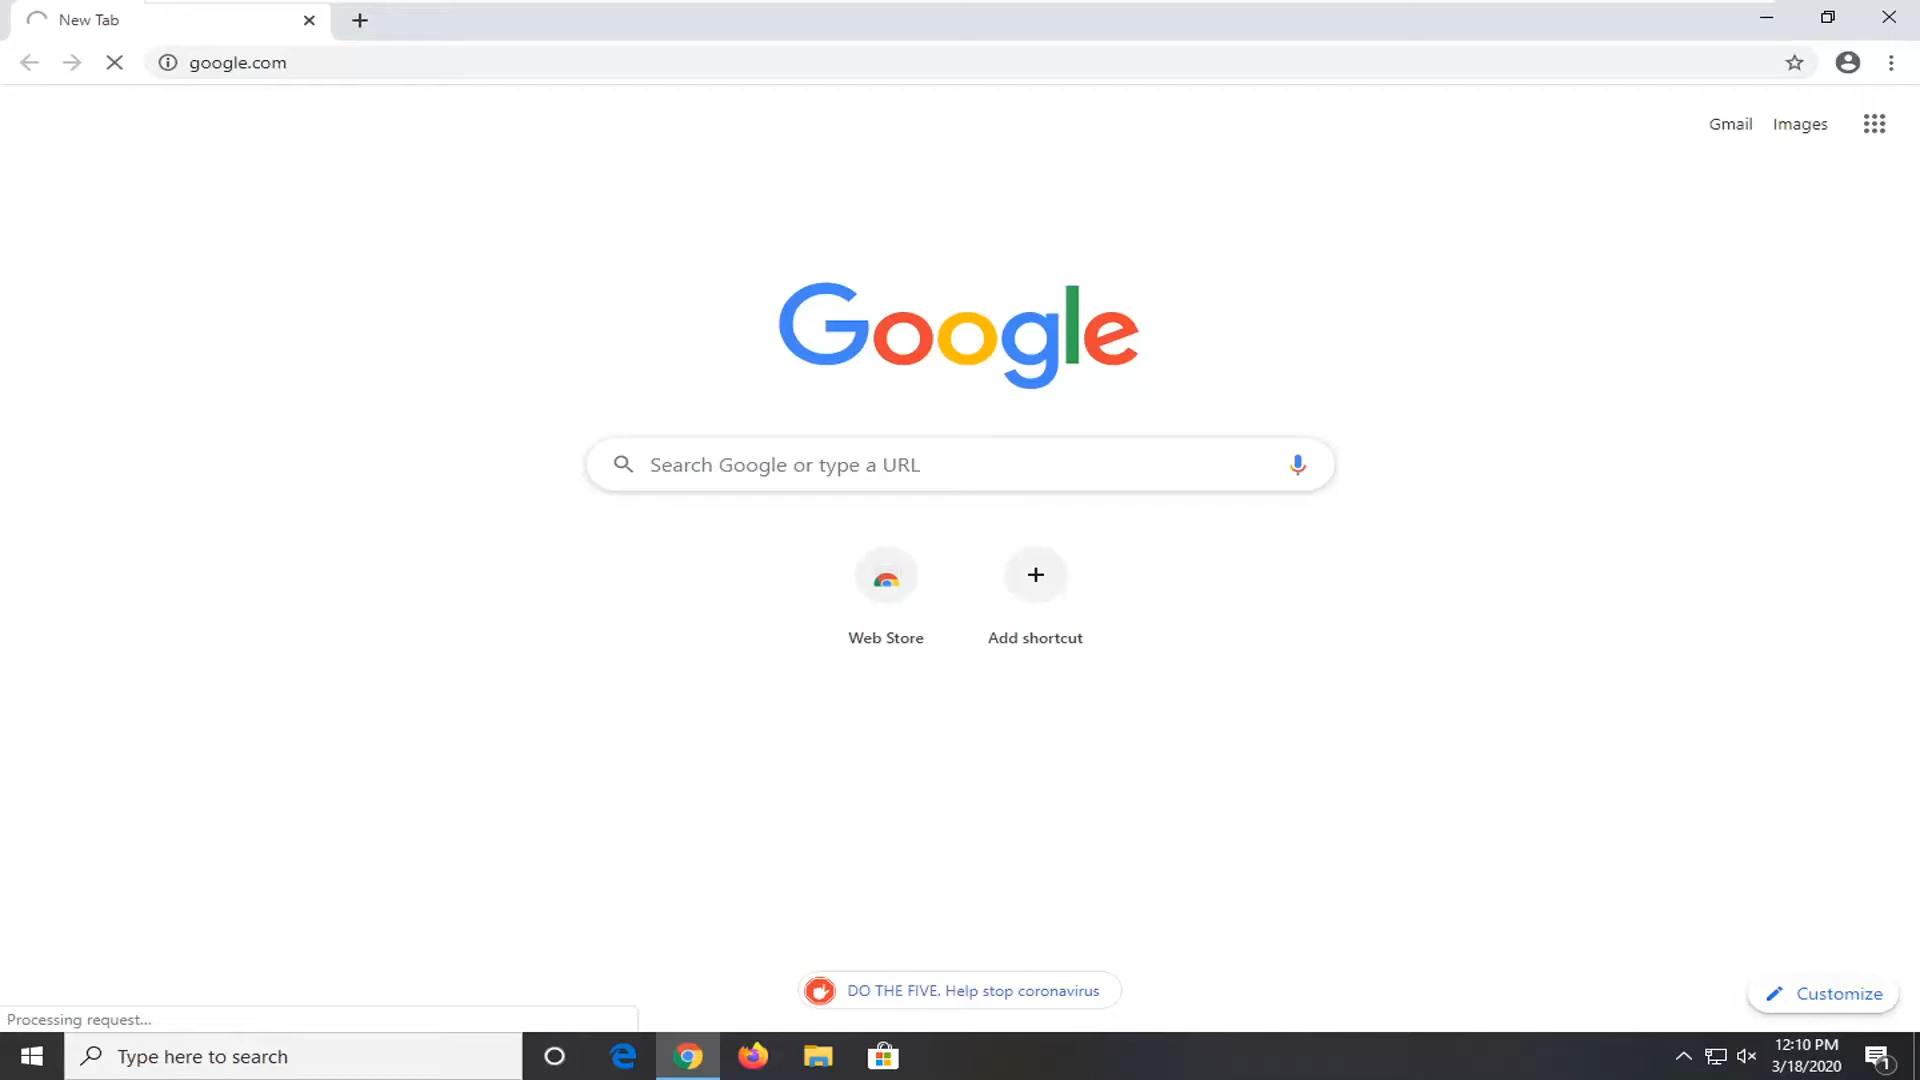 New Tab
google.com
Gmail Images
Google
Search Google or type a URL
Web Store Add shortcut
DO THE FIVE. Help stop coronavirus
Customize
Processing request...
Type here to search
12:10 PM
3/18/2020
1